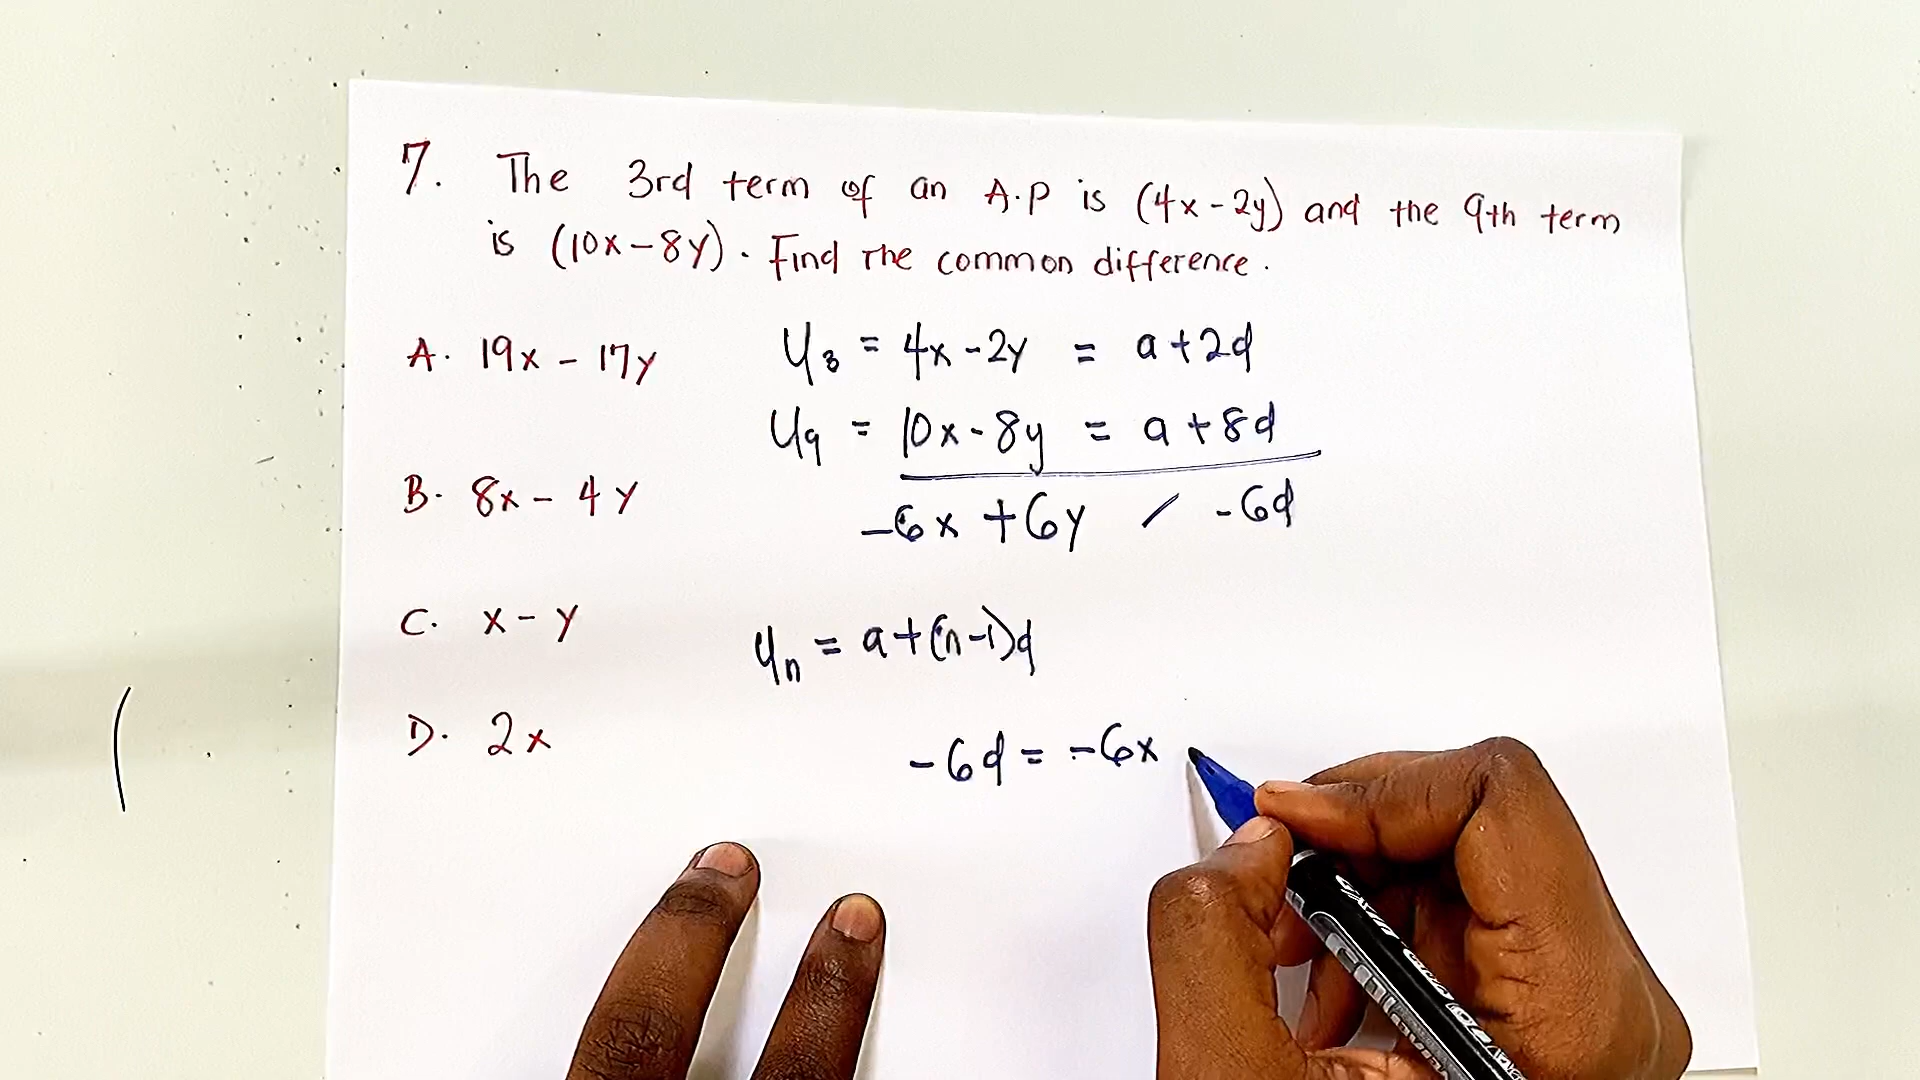 7. The 3rd term of an A.P is (4x - 2y) and the 9th term
is (10x - 8y). Find the common difference.
A. 19x - 17y
B. 8x - 4y
C. x - y
D. 2x
U₃ = 4x - 2y = a + 2d
U₉ = 10x - 8y = a + 8d
-6x + 6y / -6d
Uₙ = a + (n-1)d
-6d = -6x